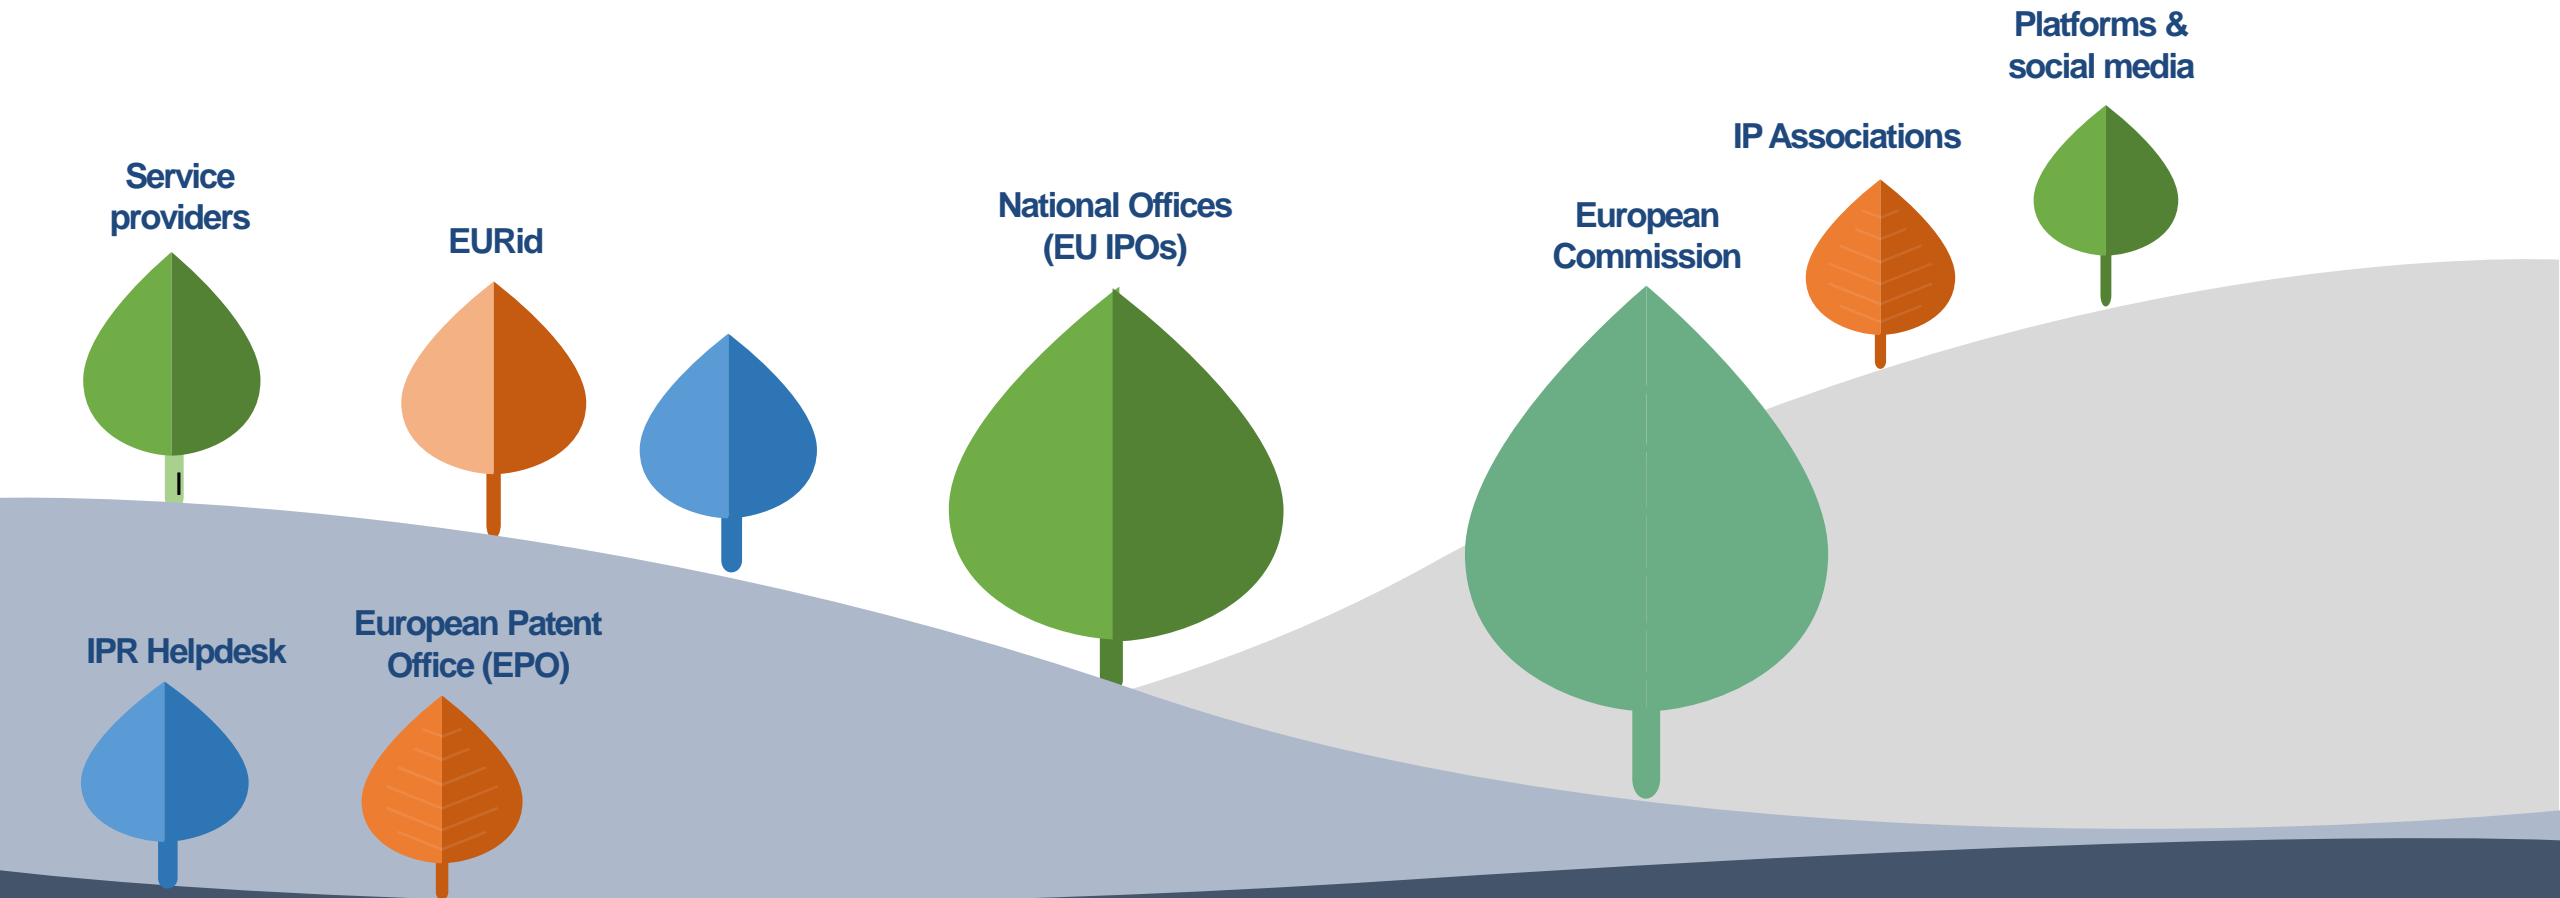 Platforms &
social media
IP Associations
Service
providers
National Offices
(EU IPOs)
European
Commission
EURid
European Patent
Office (EPO)
IPR Helpdesk